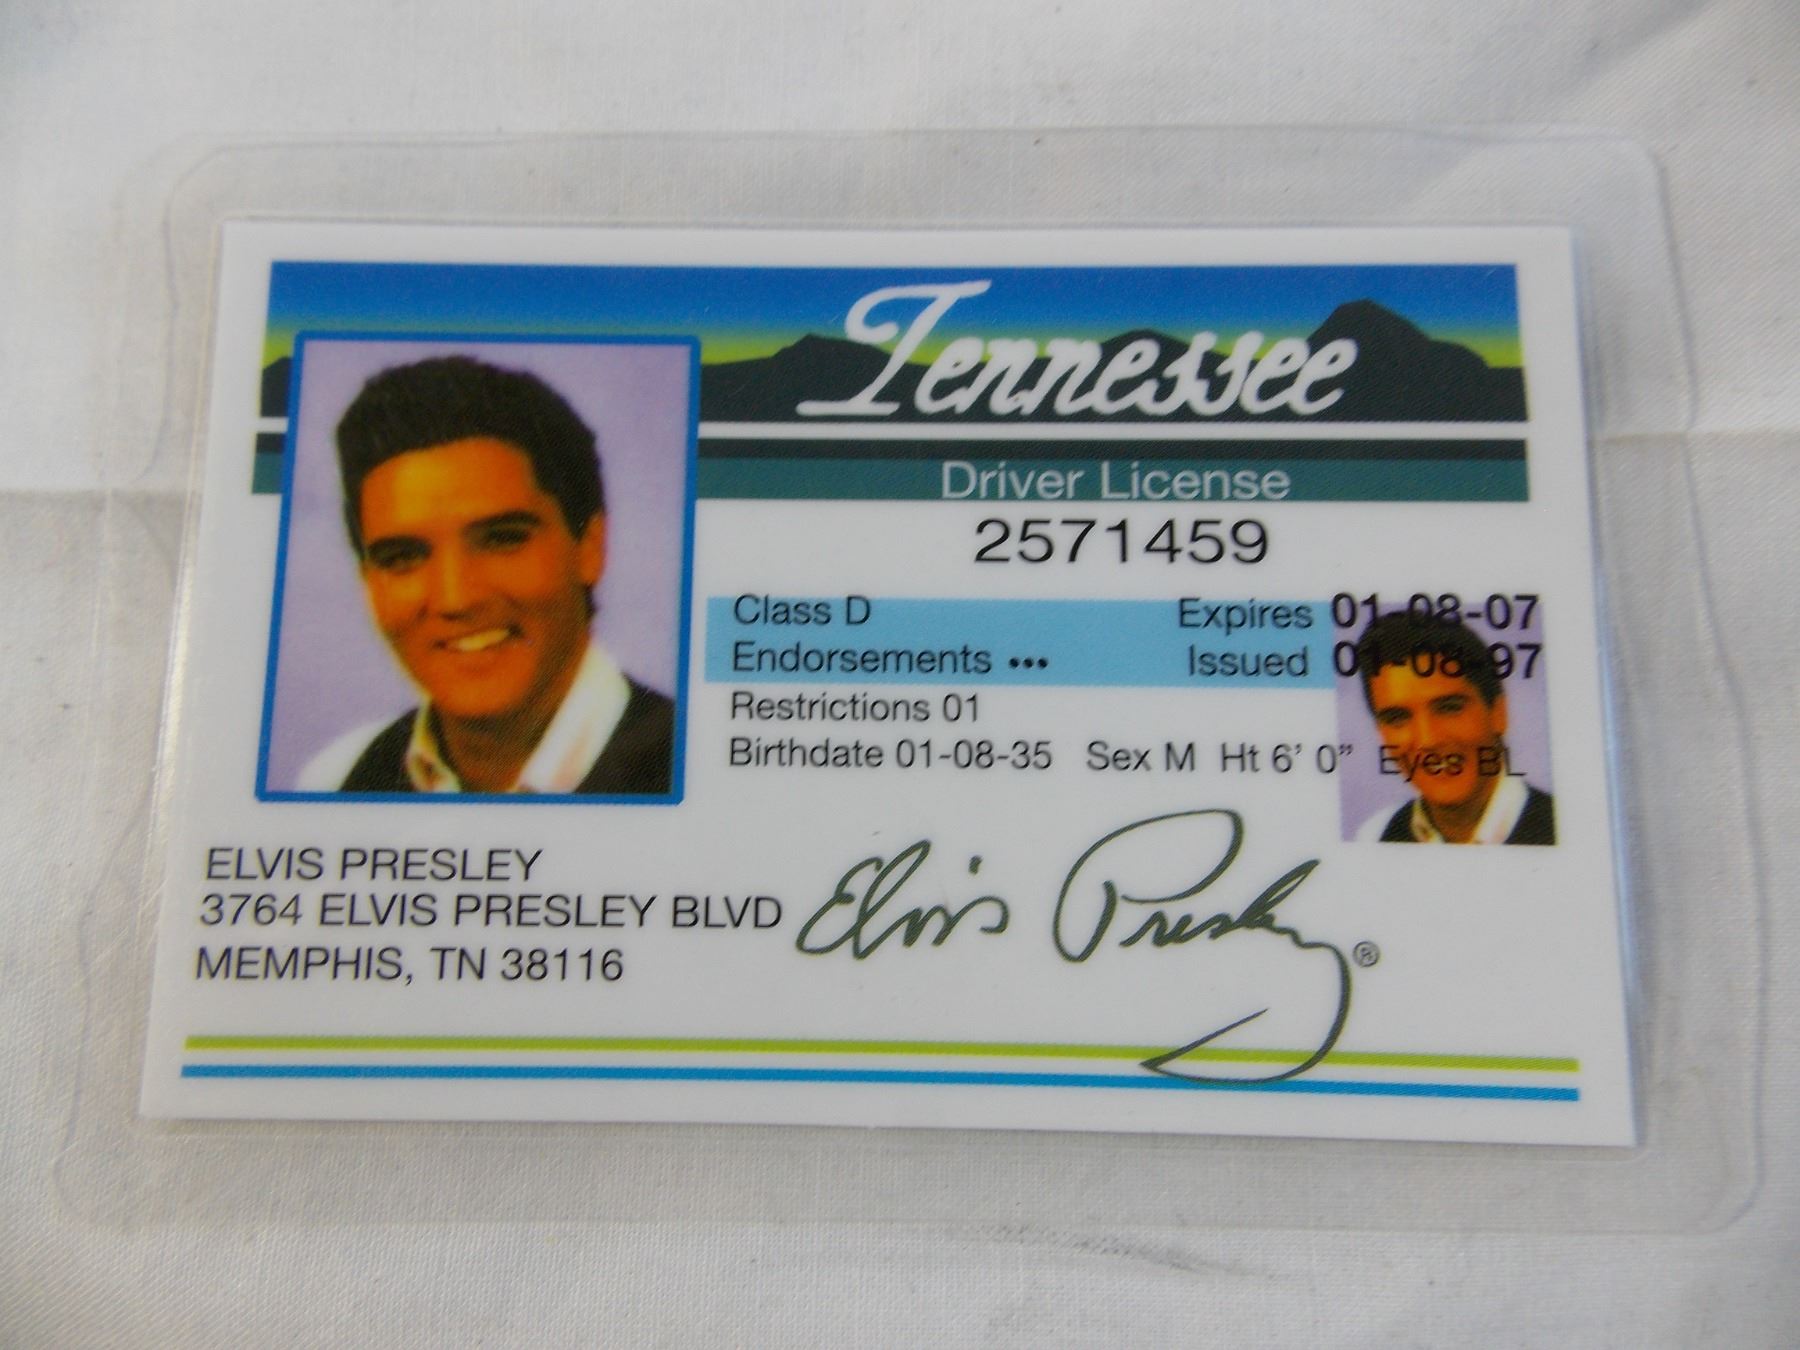 Tennessee
Driver License
2571459
Class D Expires 01-08-07
Endorsements ••• Issued 01-08-97
Restrictions 01
Birthdate 01-08-35 Sex M Ht 6' 0" Eyes BL
ELVIS PRESLEY
3764 ELVIS PRESLEY BLVD
MEMPHIS, TN 38116
Elvis Presley ®